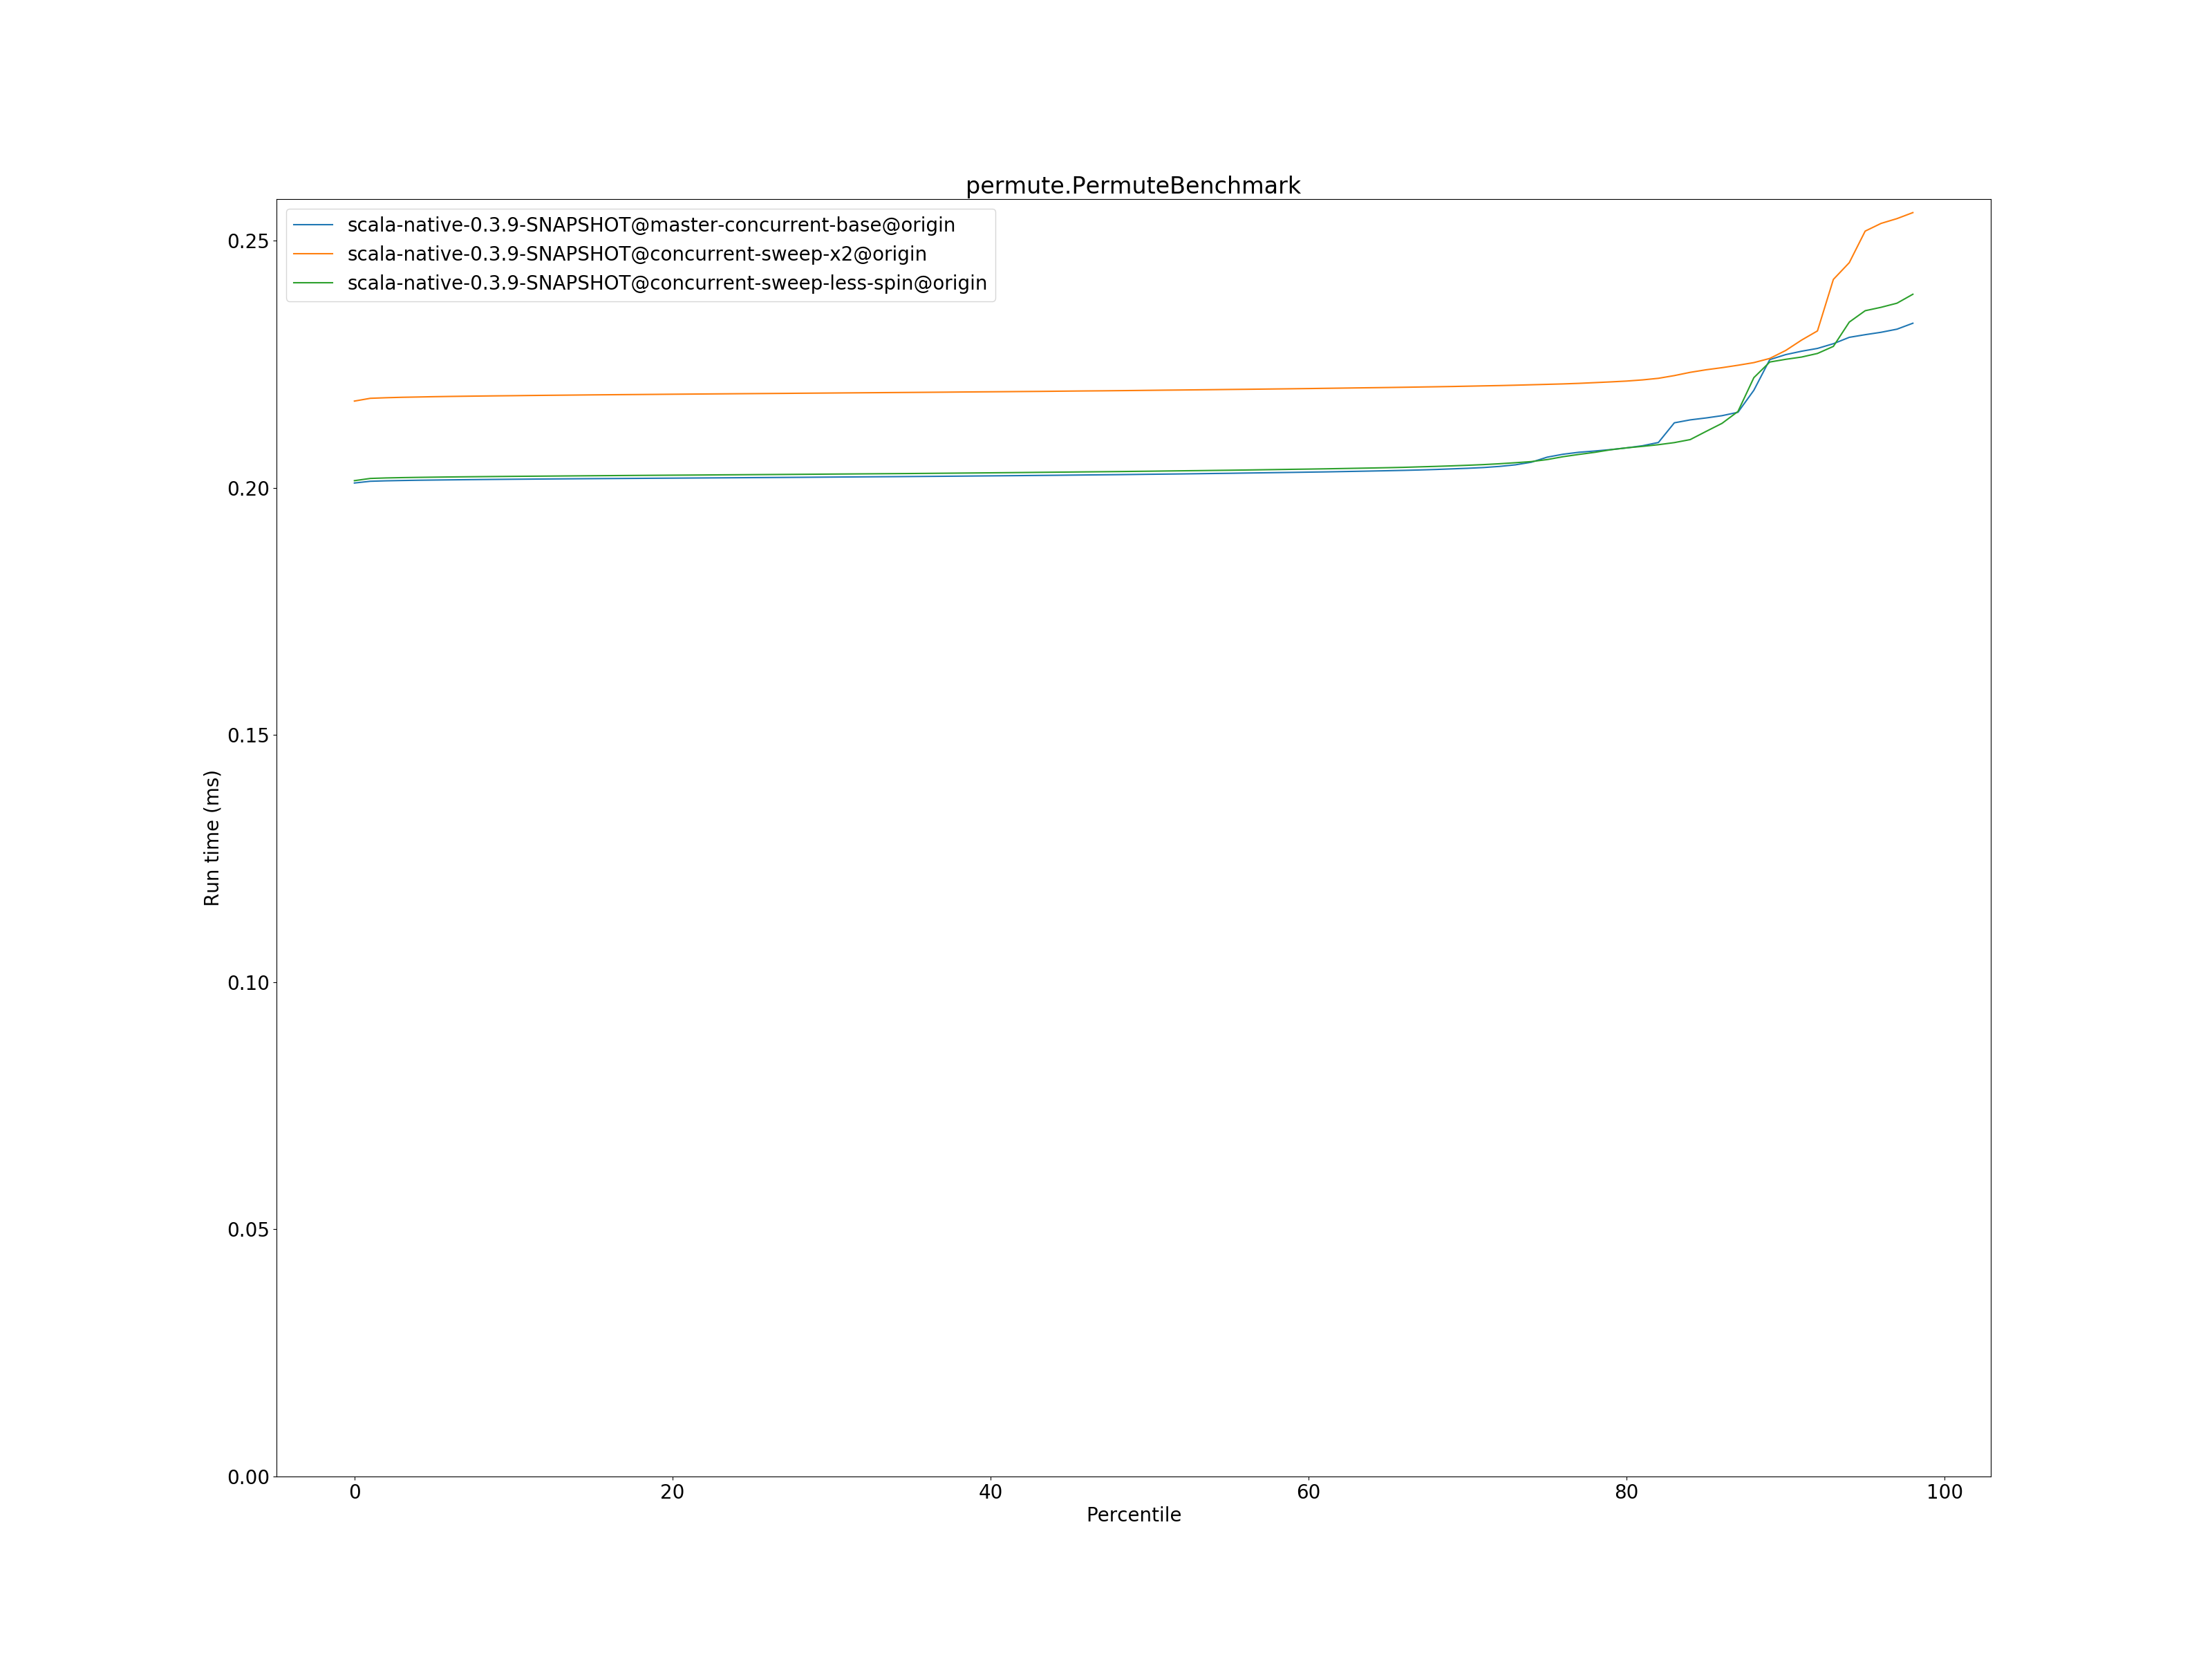 permute.PermuteBenchmark
scala-native-0.3.9-SNAPSHOT@master-concurrent-base@origin
scala-native-0.3.9-SNAPSHOT@concurrent-sweep-x2@origin
scala-native-0.3.9-SNAPSHOT@concurrent-sweep-less-spin@origin
0.25
0.20
0.15
0.10
0.05
0.00
Run time (ms)
0 20 40 60 80 100
Percentile